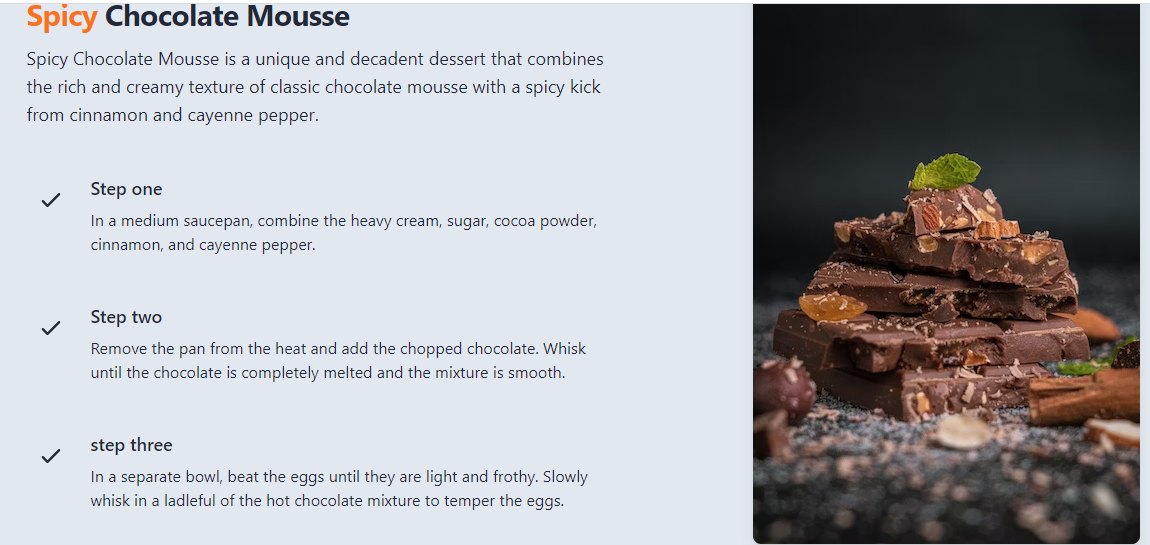 Spicy Chocolate Mousse
Spicy Chocolate Mousse is a unique and decadent dessert that combines
the rich and creamy texture of classic chocolate mousse with a spicy kick
from cinnamon and cayenne pepper.
Step one
In a medium saucepan, combine the heavy cream, sugar, cocoa powder,
cinnamon, and cayenne pepper.
Step two
Remove the pan from the heat and add the chopped chocolate. Whisk
until the chocolate is completely melted and the mixture is smooth.
step three
In a separate bowl, beat the eggs until they are light and frothy. Slowly
whisk in a ladleful of the hot chocolate mixture to temper the eggs.